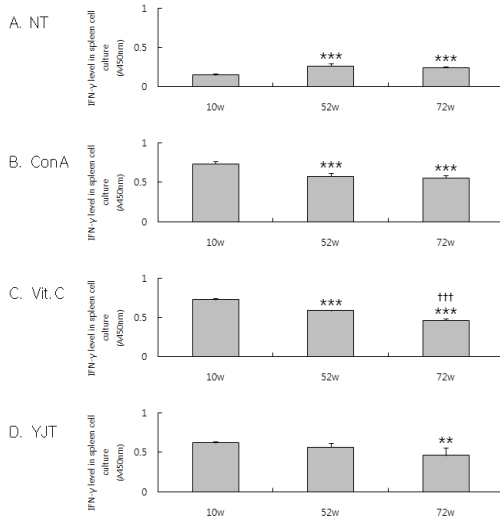 A. NT
IFN-γ level in spleen cell
culture
(A450nm)
1
0.5
0
***
***
10w
52w
72w
B. ConA
IFN-γ level in spleen cell
culture
(A450nm)
1
0.5
0
***
***
10w
52w
72w
C. Vit.C
IFN-γ level in spleen cell
culture
(A450nm)
1
0.5
0
***
†††
***
10w
52w
72w
D. YJT
IFN-γ level in spleen cell
culture
(A450nm)
1
0.5
0
**
10w
52w
72w